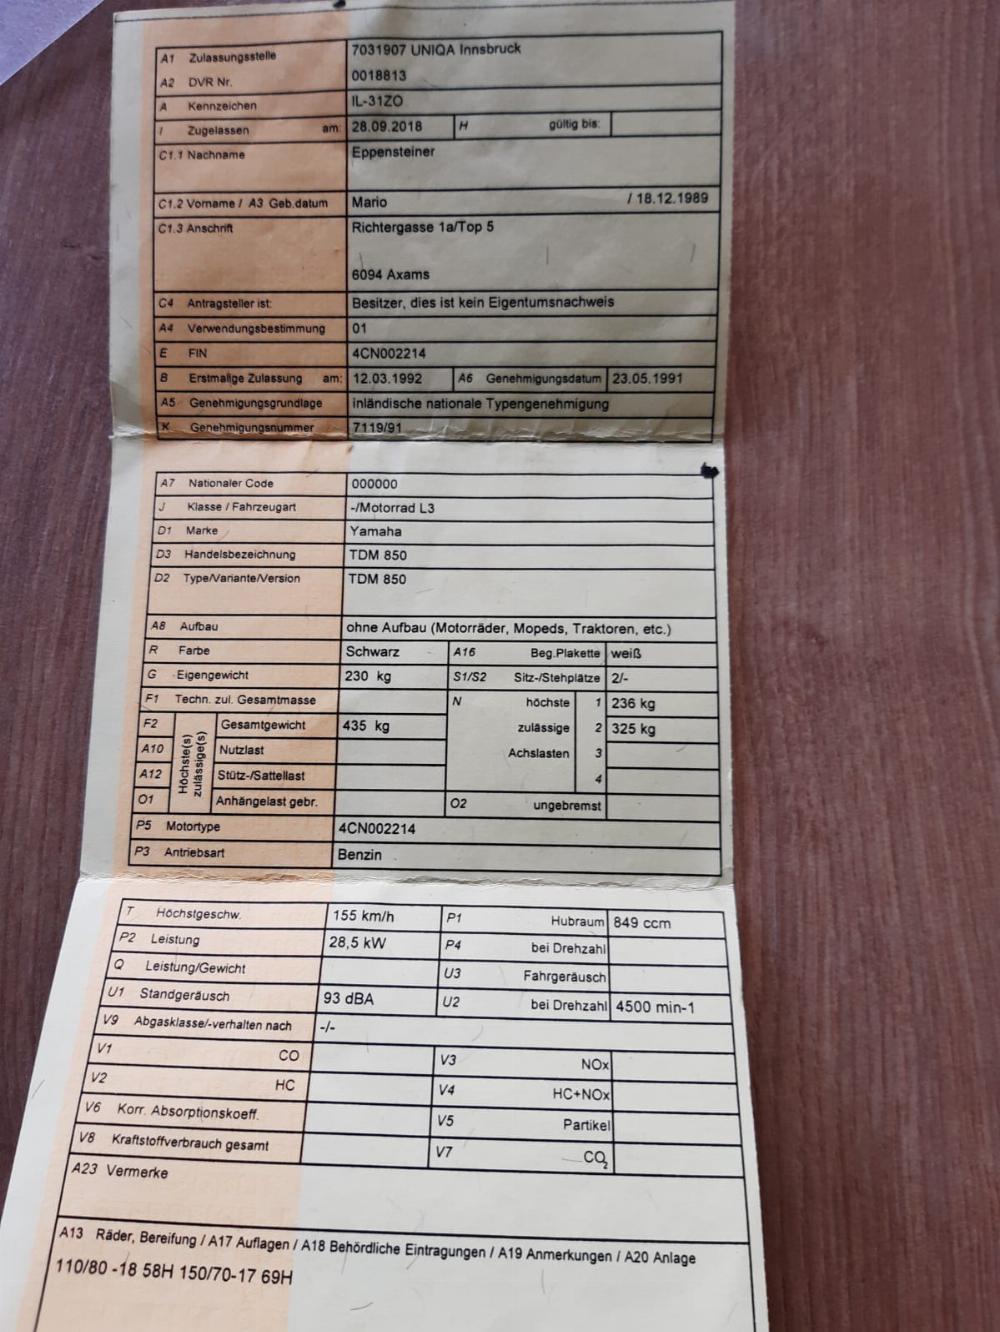 A1 Zulassungsstelle 7031907 UNIQA Innsbruck
A2 DVR Nr. 0018813
A Kennzeichen IL-31ZO
I Zugelassen am: 28.09.2018 H gültig bis:
C1.1 Nachname Eppensteiner
C1.2 Vorname / A3 Geb.datum Mario / 18.12.1989
C1.3 Anschrift Richtergasse 1a/Top 5
6094 Axams
C4 Antragsteller ist: Besitzer, dies ist kein Eigentumsnachweis
A4 Verwendungsbestimmung 01
E FIN 4CN002214
B Erstmalige Zulassung am: 12.03.1992 A6 Genehmigungsdatum 23.05.1991
A5 Genehmigungsgrundlage inländische nationale Typengenehmigung
K Genehmigungsnummer 7119/91
A7 Nationaler Code 000000
J Klasse / Fahrzeugart -/Motorrad L3
D1 Marke Yamaha
D3 Handelsbezeichnung TDM 850
D2 Type/Variante/Version TDM 850
A8 Aufbau ohne Aufbau (Motorräder, Mopeds, Traktoren, etc.)
R Farbe Schwarz A16 Beg.Plakette weiß
G Eigengewicht 230 kg S1/S2 Sitz-/Stehplätze 2/-
F1 Techn. zul. Gesamtmasse N höchste 1 236 kg
F2 Höchste(s) zulässige(s) Gesamtgewicht 435 kg zulässige 2 325 kg
A10 Nutzlast Achslasten 3
A12 Stütz-/Sattellast 4
O1 Anhängelast gebr. O2 ungebremst
P5 Motortype 4CN002214
P3 Antriebsart Benzin
T Höchstgeschw. 155 km/h P1 Hubraum 849 ccm
P2 Leistung 28,5 kW P4 bei Drehzahl
Q Leistung/Gewicht U3 Fahrgeräusch
U1 Standgeräusch 93 dBA U2 bei Drehzahl 4500 min-1
V9 Abgasklasse/-verhalten nach -/-
V1 CO V3 NOx
V2 HC V4 HC+NOx
V6 Korr. Absorptionskoeff. V5 Partikel
V8 Kraftstoffverbrauch gesamt V7 CO2
A23 Vermerke
A13 Räder, Bereifung / A17 Auflagen / A18 Behördliche Eintragungen / A19 Anmerkungen / A20 Anlage
110/80 -18 58H 150/70-17 69H